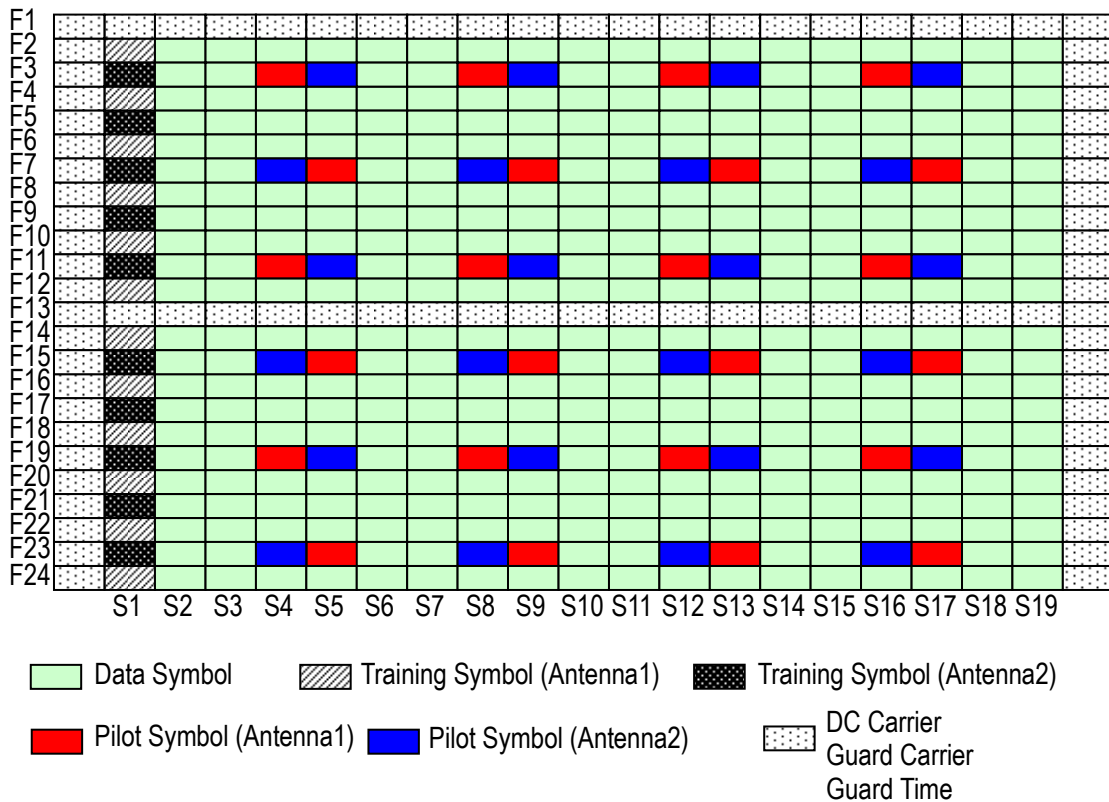 F1
F2
F3
F4
F5
F6
F7
F8
F9
F10
F11
F12
F13
F14
F15
F16
F17
F18
F19
F20
F21
F22
F23
F24
S1 S2 S3 S4 S5 S6 S7 S8 S9 S10 S11 S12 S13 S14 S15 S16 S17 S18 S19
Data Symbol Training Symbol (Antenna1) Training Symbol (Antenna2)
Pilot Symbol (Antenna1) Pilot Symbol (Antenna2) DC Carrier
Guard Carrier
Guard Time